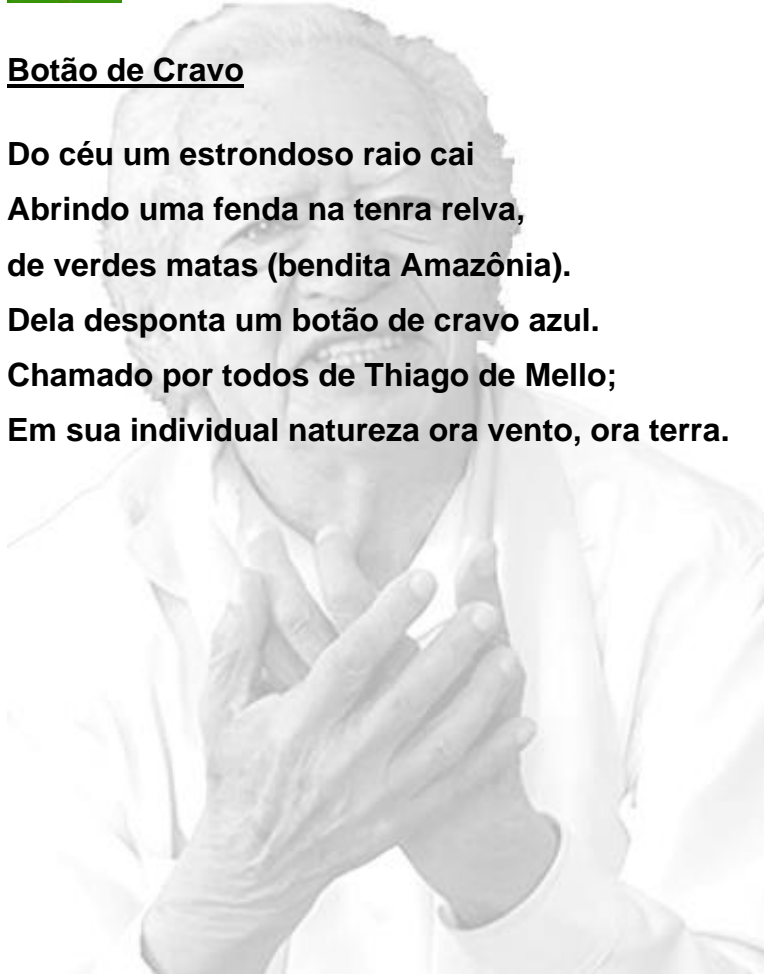 Botão de Cravo
Do céu um estrondoso raio cai
Abrindo uma fenda na tenra relva,
de verdes matas (bendita Amazônia).
Dela desponta um botão de cravo azul.
Chamado por todos de Thiago de Mello;
Em sua individual natureza ora vento, ora terra.